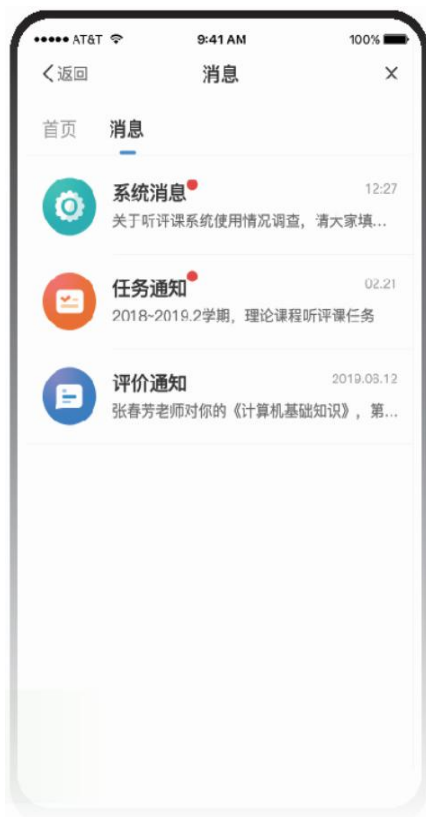 AT&T 9:41 AM 100%
返回 消息 ×
首页 消息
系统消息 12:27
关于听评课系统使用情况调查，请大家填...
任务通知 02.21
2018-2019.2学期，理论课程听评课任务
评价通知 2019.03.12
张春芳老师对你的《计算机基础知识》，第...